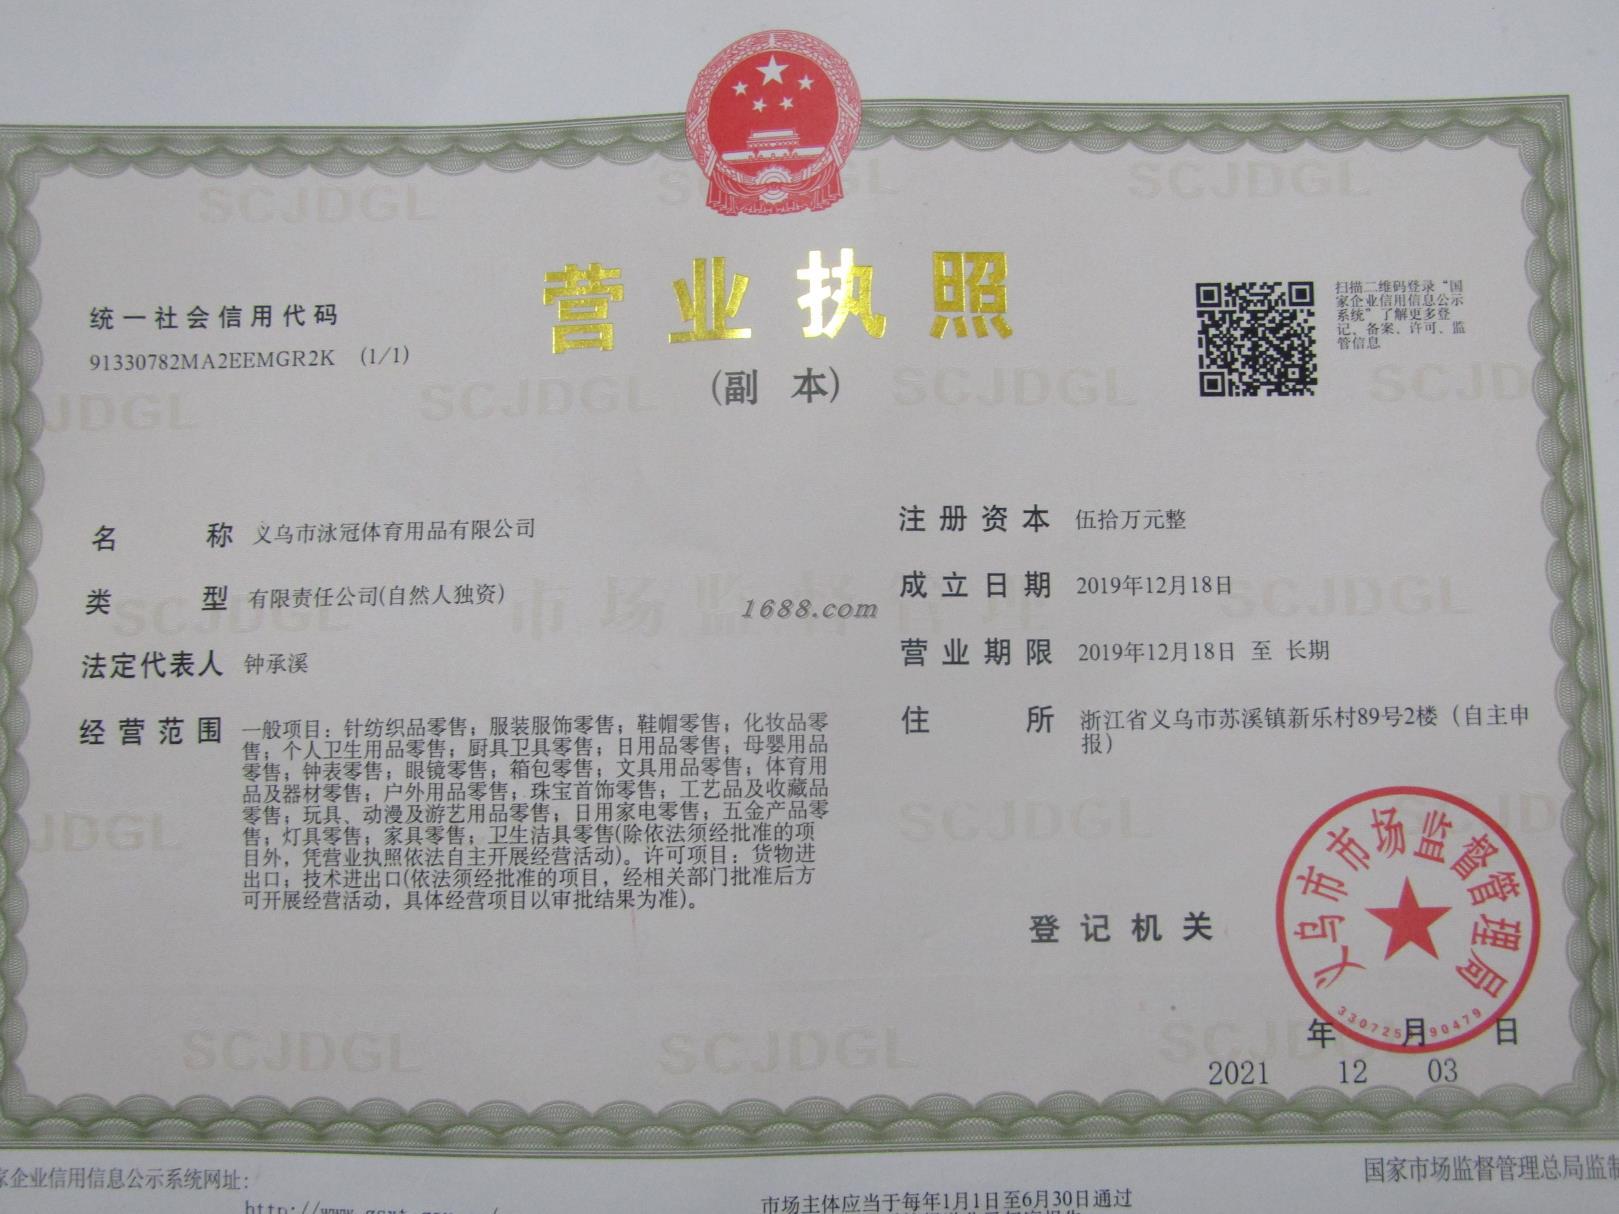 营业执照
(副 本)
统一社会信用代码
91330782MA2EEMGR2K (1/1)
扫描二维码登录“国
家企业信用信息公示
系统”了解更多登
记、备案、许可、监
管信息
名 称 义乌市泳冠体育用品有限公司
类 型 有限责任公司(自然人独资)
法定代表人 钟承溪
经营范围 一般项目：针纺织品零售；服装服饰零售；鞋帽零售；化妆品零
售；个人卫生用品零售；厨具卫具零售；日用品零售；母婴用品
零售；钟表零售；眼镜零售；箱包零售；文具用品零售；体育用
品及器材零售；户外用品零售；珠宝首饰零售；工艺品及收藏品
零售；玩具、动漫及游艺用品零售；日用家电零售；五金产品零
售；灯具零售；家具零售；卫生洁具零售(除依法须经批准的项
目外，凭营业执照依法自主开展经营活动)。许可项目：货物进
出口；技术进出口(依法须经批准的项目，经相关部门批准后方
可开展经营活动，具体经营项目以审批结果为准)。
注册资本 伍拾万元整
成立日期 2019年12月18日
营业期限 2019年12月18日 至 长期
住 所 浙江省义乌市苏溪镇新乐村89号2楼（自主申
报）
1688.com
市场监督管理
SCJDGL
登记机关
义乌市市场监督管理局
年 月 日
2021 12 03
家企业信用信息公示系统网址：
市场主体应当于每年1月1日至6月30日通过
国家市场监督管理总局监制